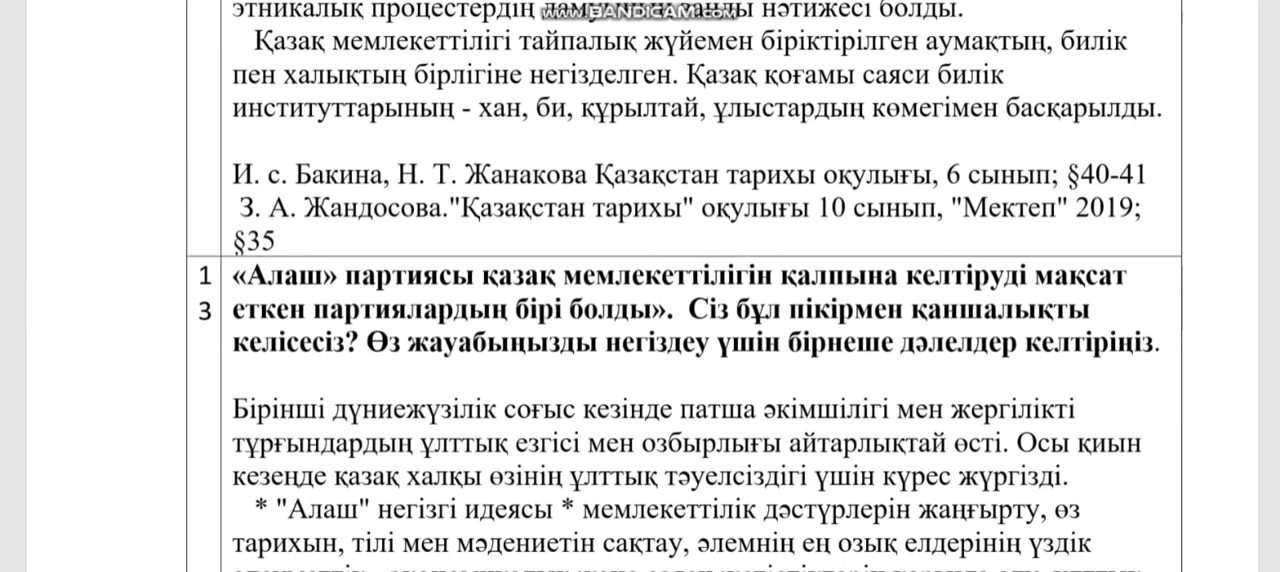 этникалық процестердің нәтижесі болды.
WWW.BANDICAM.COM
Қазақ мемлекеттілігі тайпалық жүйемен біріктірілген аумақтың, билік
пен халықтың бірлігіне негізделген. Қазақ қоғамы саяси билік
институттарының - хан, би, құрылтай, ұлыстардың көмегімен басқарылды.
И. с. Бакина, Н. Т. Жанакова Қазақстан тарихы оқулығы, 6 сынып; §40-41
З. А. Жандосова."Қазақстан тарихы" оқулығы 10 сынып, "Мектеп" 2019;
§35
1 «Алаш» партиясы қазақ мемлекеттілігін қалпына келтіруді мақсат
3 еткен партиялардың бірі болды». Сіз бұл пікірмен қаншалықты
келісесіз? Өз жауабыңызды негіздеу үшін бірнеше дәлелдер келтіріңіз.
Бірінші дүниежүзілік соғыс кезінде патша әкімшілігі мен жергілікті
тұрғындардың ұлттық езгісі мен озбырлығы айтарлықтай өсті. Осы қиын
кезеңде қазақ халқы өзінің ұлттық тәуелсіздігі үшін күрес жүргізді.
* "Алаш" негізгі идеясы * мемлекеттілік дәстүрлерін жаңғырту, өз
тарихын, тілі мен мәдениетін сақтау, әлемнің ең озық елдерінің үздік